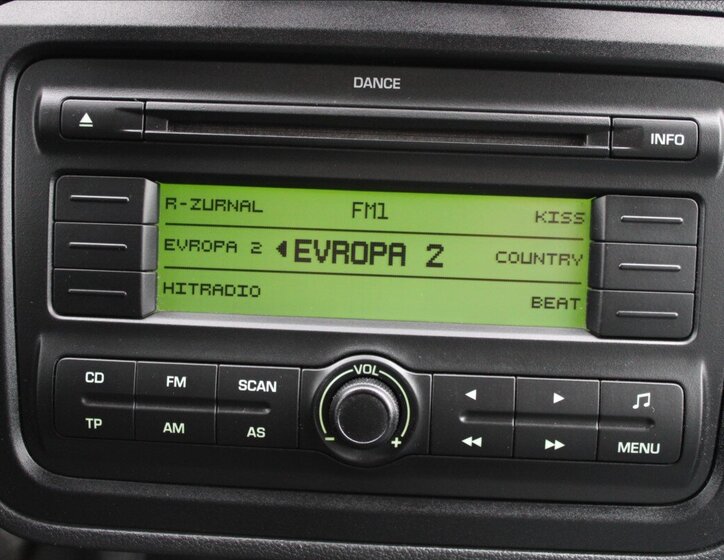 DANCE
INFO
R-ZURNAL FM1 KISS
EVROPA 2 EVROPA 2 COUNTRY
HITRADIO BEAT
CD FM SCAN VOL
TP AM AS - + MENU